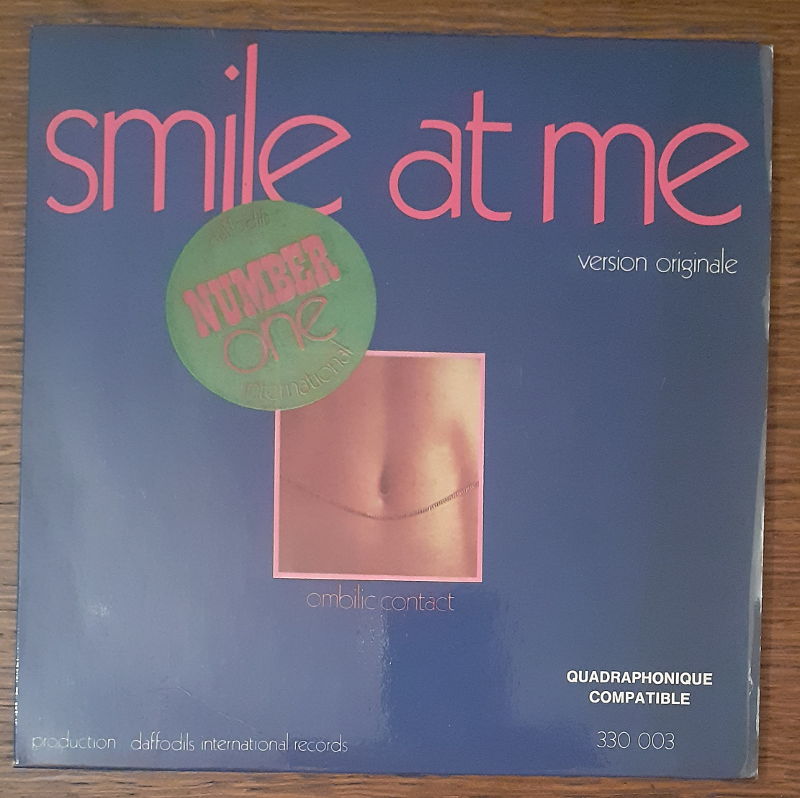 smile at me
version originale
daffodils
NUMBER
one
international
ombilic contact
QUADRAPHONIQUE
COMPATIBLE
production daffodils international records
330 003